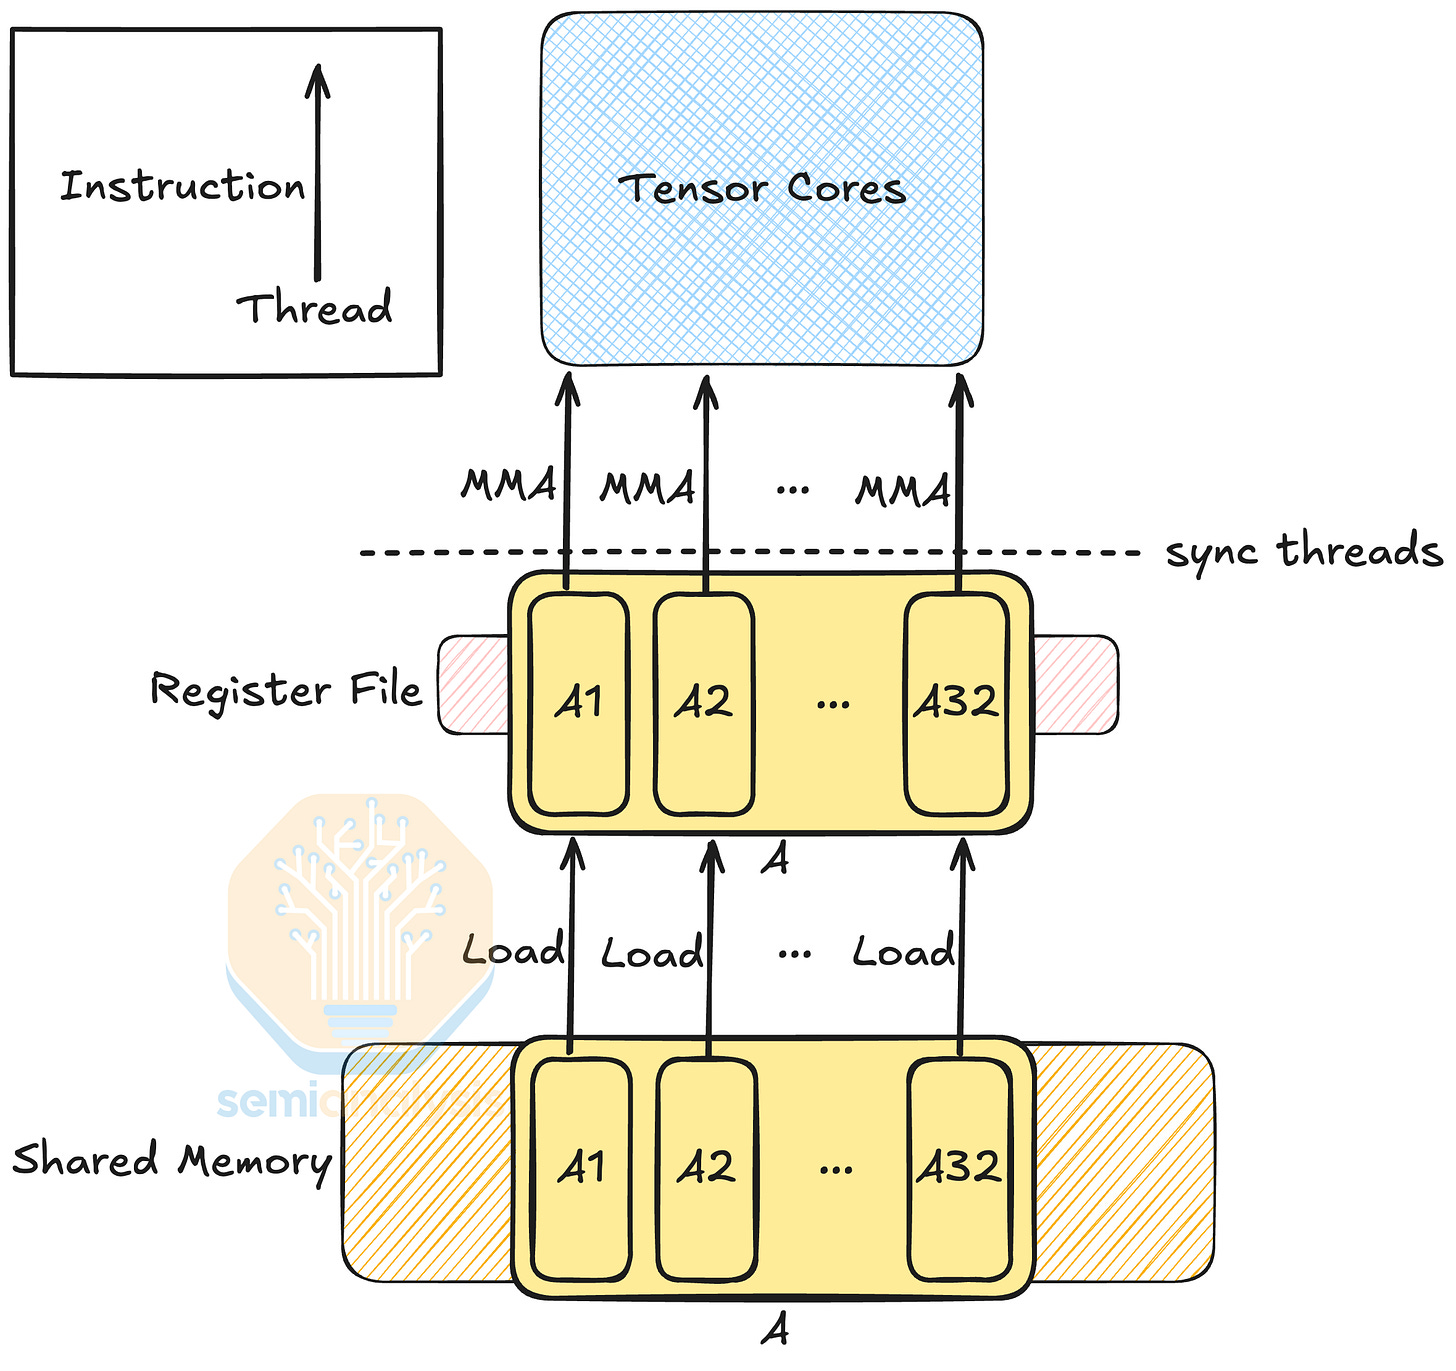 Instruction
Thread
Tensor Cores
MMA MMA ... MMA
sync threads
Register File
A1 A2 ... A32
A
Load Load ... Load
semianalysis
Shared Memory
A1 A2 ... A32
A